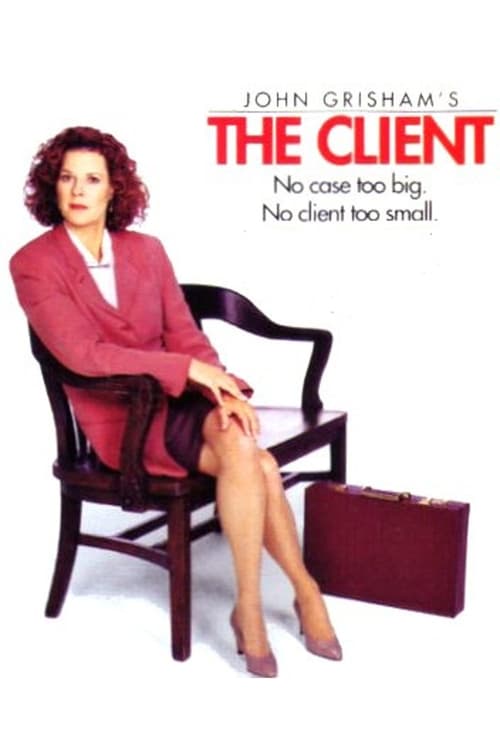 JOHN GRISHAM'S
THE CLIENT
No case too big.
No client too small.